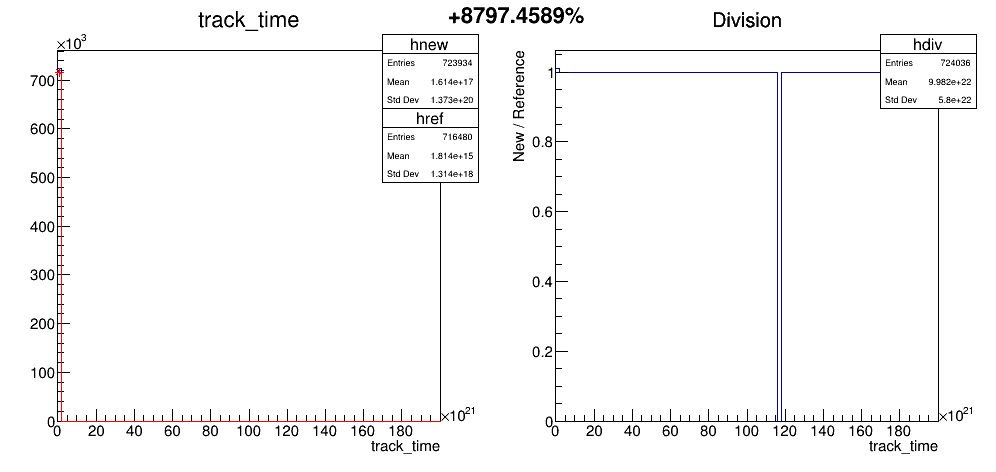 +8797.4589%
track_time
×10³
hnew
Entries 723934
Mean 1.614e+17
Std Dev 1.373e+20
href
Entries 716480
Mean 1.814e+15
Std Dev 1.314e+18
700
600
500
400
300
200
100
0
0 20 40 60 80 100 120 140 160 180
×10²¹
track_time
Division
hdiv
Entries 724036
Mean 9.982e+22
Std Dev 5.8e+22
New / Reference
1
0.8
0.6
0.4
0.2
0
0 20 40 60 80 100 120 140 160 180
×10²¹
track_time